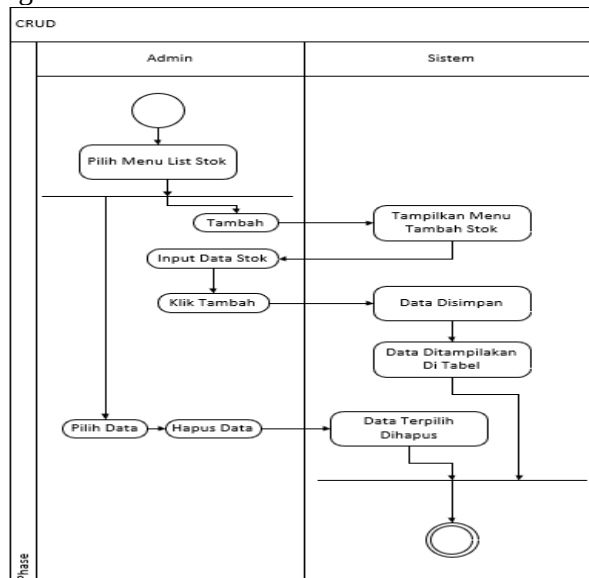 CRUD
Admin
Sistem
Pilih Menu List Stok
Tambah
Tampilkan Menu
Tambah Stok
Input Data Stok
Klik Tambah
Data Disimpan
Data Ditampilakan
Di Tabel
Pilih Data
Hapus Data
Data Terpilih
Dihapus
Phase